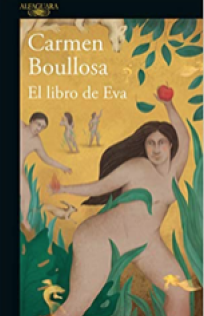 ALFAGUARA
Carmen
Boullosa
El libro de Eva